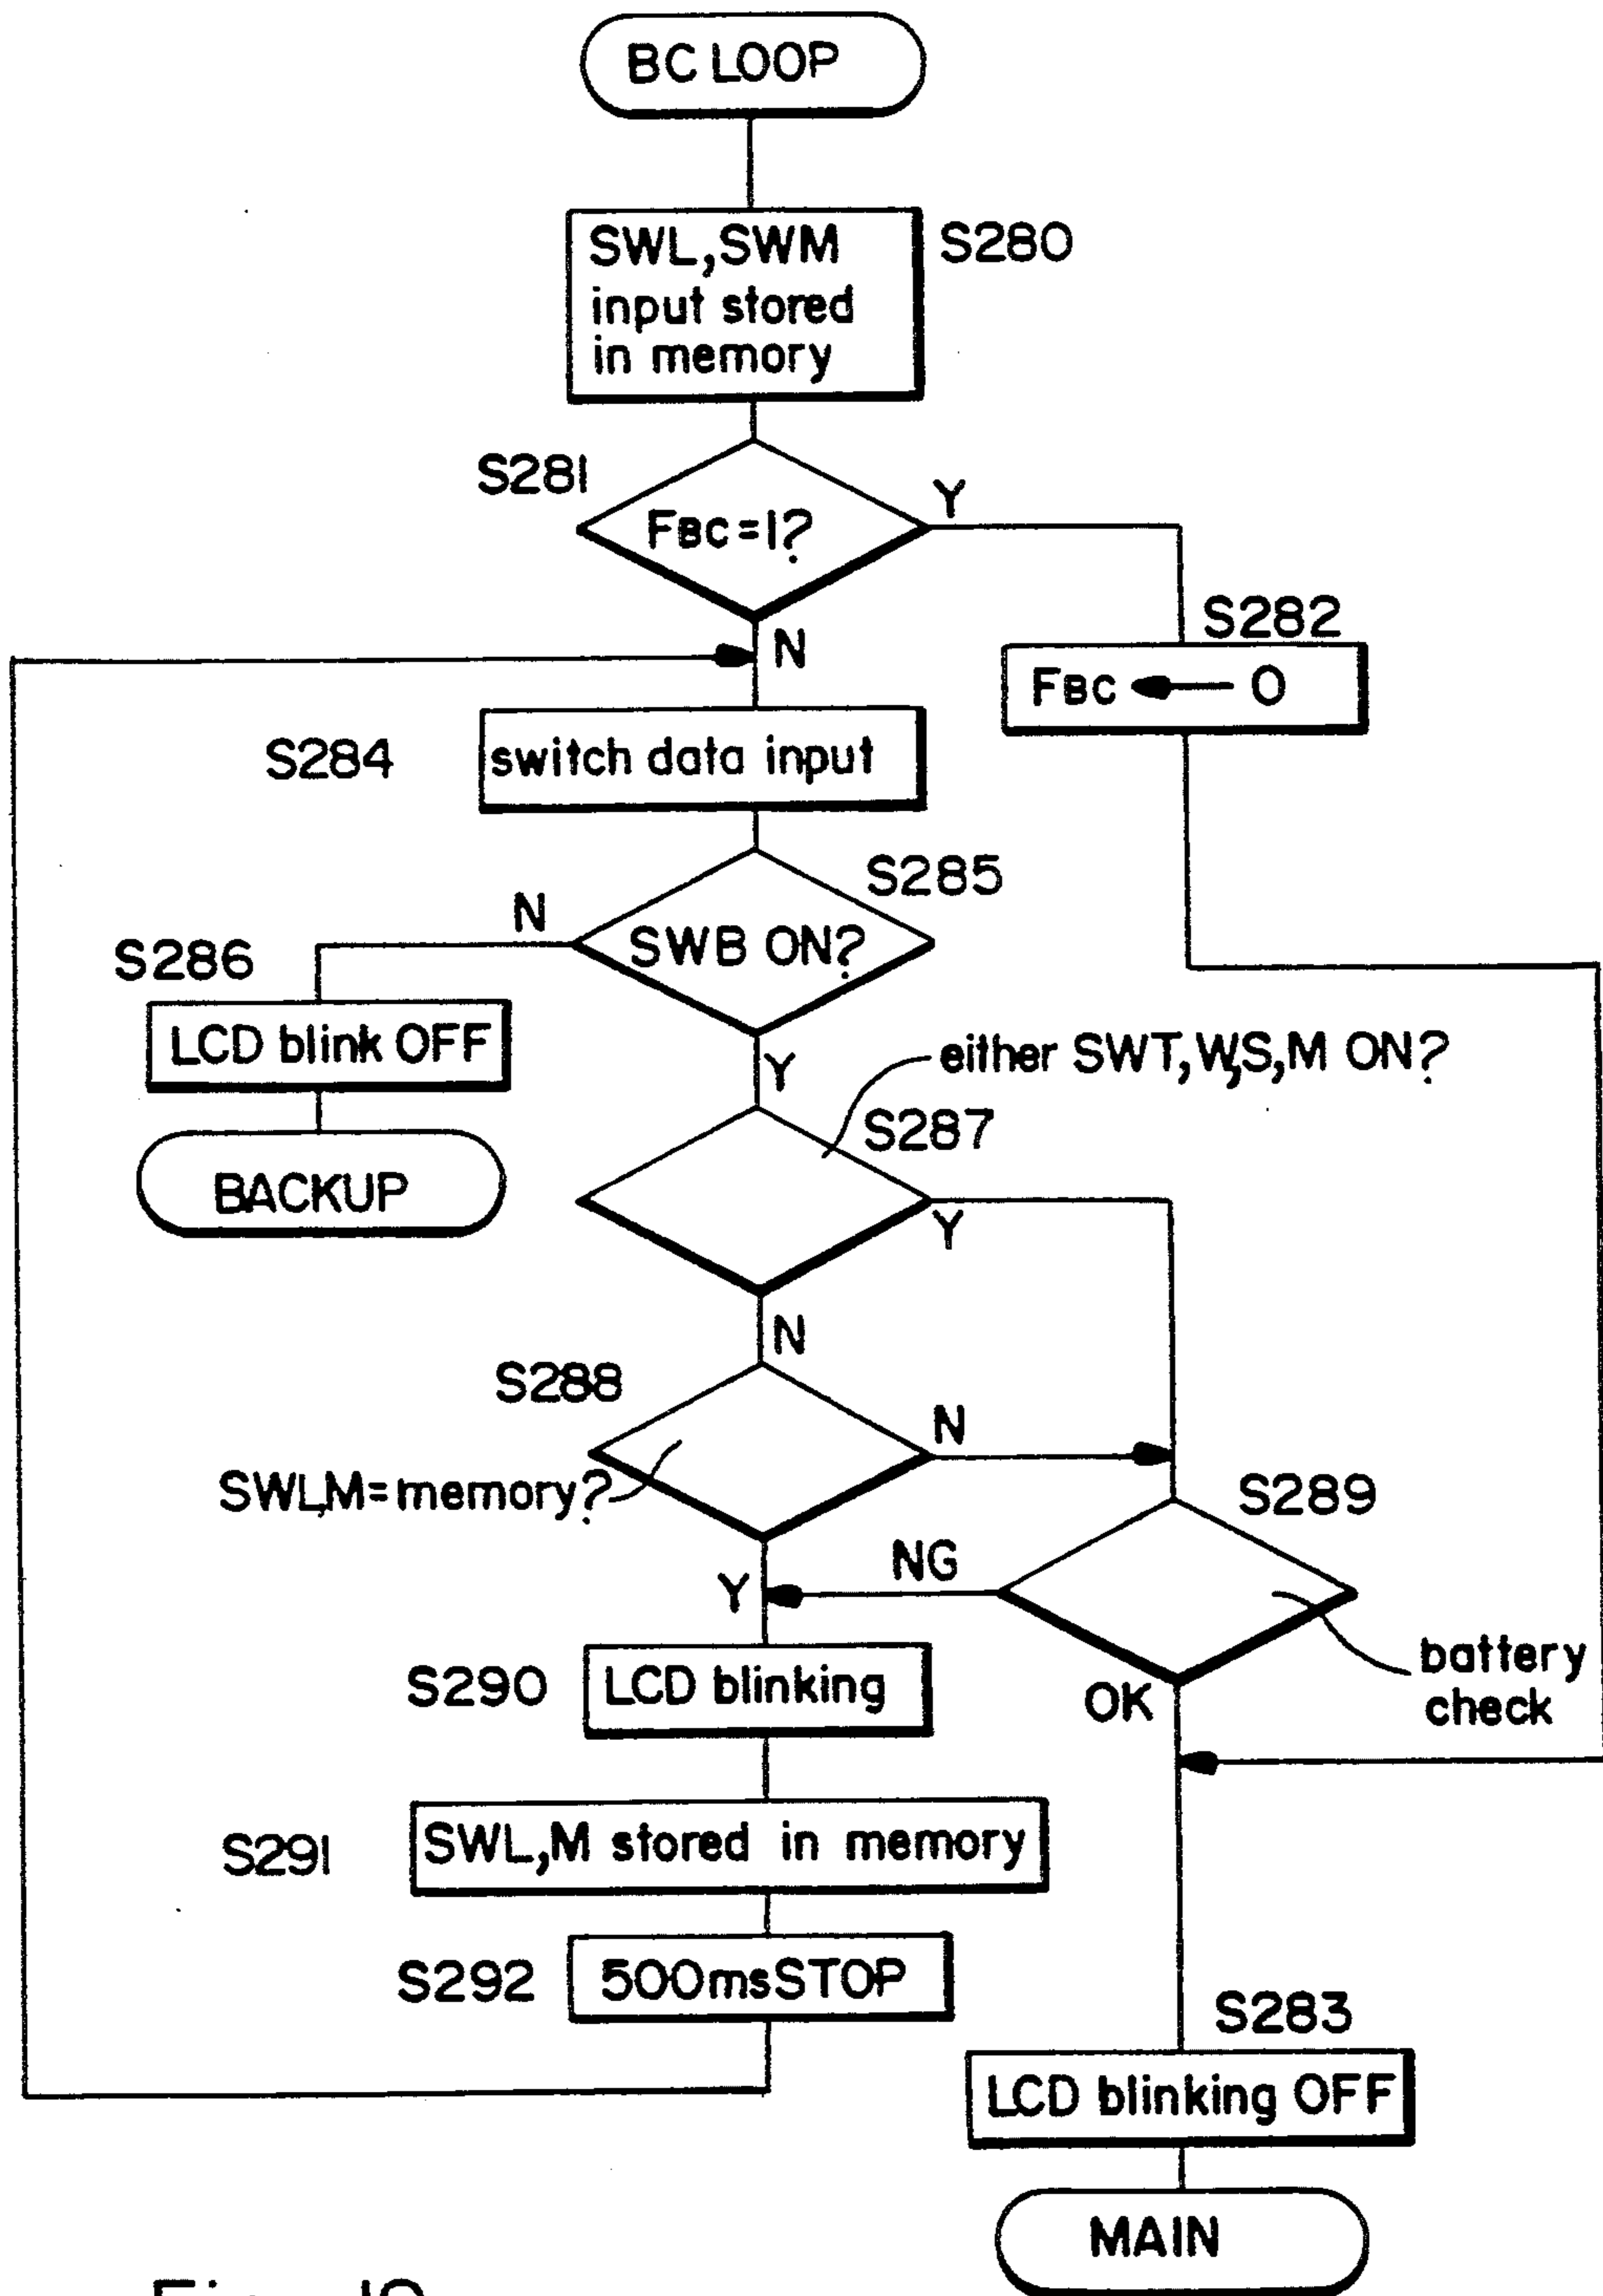 BC LOOP
SWL,SWM
input stored
in memory
S280
S281
FBC=1?
Y
N
S282
FBC ← 0
S284
switch data input
S285
SWB ON?
N
S286
LCD blink OFF
BACKUP
Y
either SWT,W,S,M ON?
S287
Y
N
S288
N
SWL,M=memory?
S289
NG
Y
battery
check
OK
S290
LCD blinking
S291
SWL,M stored in memory
S292
500msSTOP
S283
LCD blinking OFF
MAIN